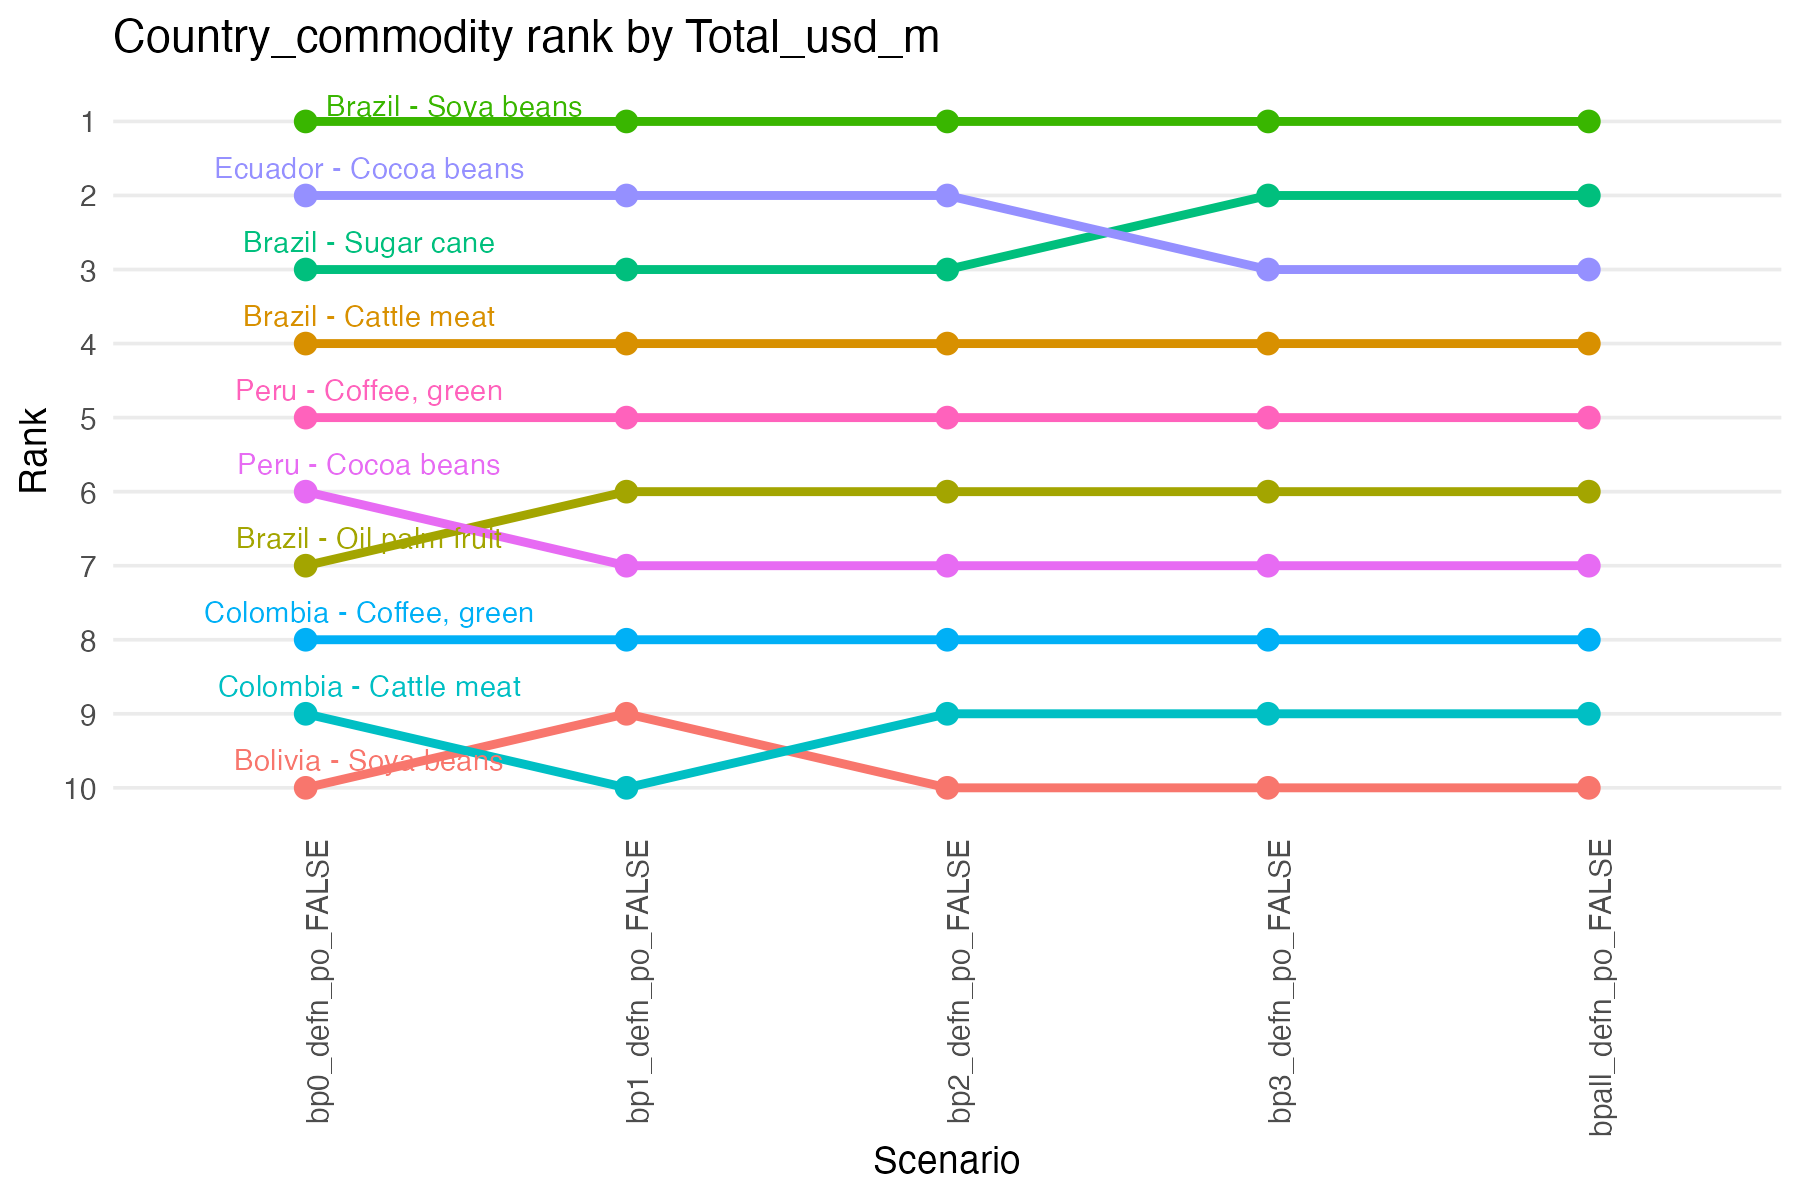 Country_commodity rank by Total_usd_m
Rank
1
2
3
4
5
6
7
8
9
10
Brazil - Soya beans
Ecuador - Cocoa beans
Brazil - Sugar cane
Brazil - Cattle meat
Peru - Coffee, green
Peru - Cocoa beans
Brazil - Oil palm fruit
Colombia - Coffee, green
Colombia - Cattle meat
Bolivia - Soya beans
bp0_defn_po_FALSE
bp1_defn_po_FALSE
bp2_defn_po_FALSE
bp3_defn_po_FALSE
bpall_defn_po_FALSE
Scenario